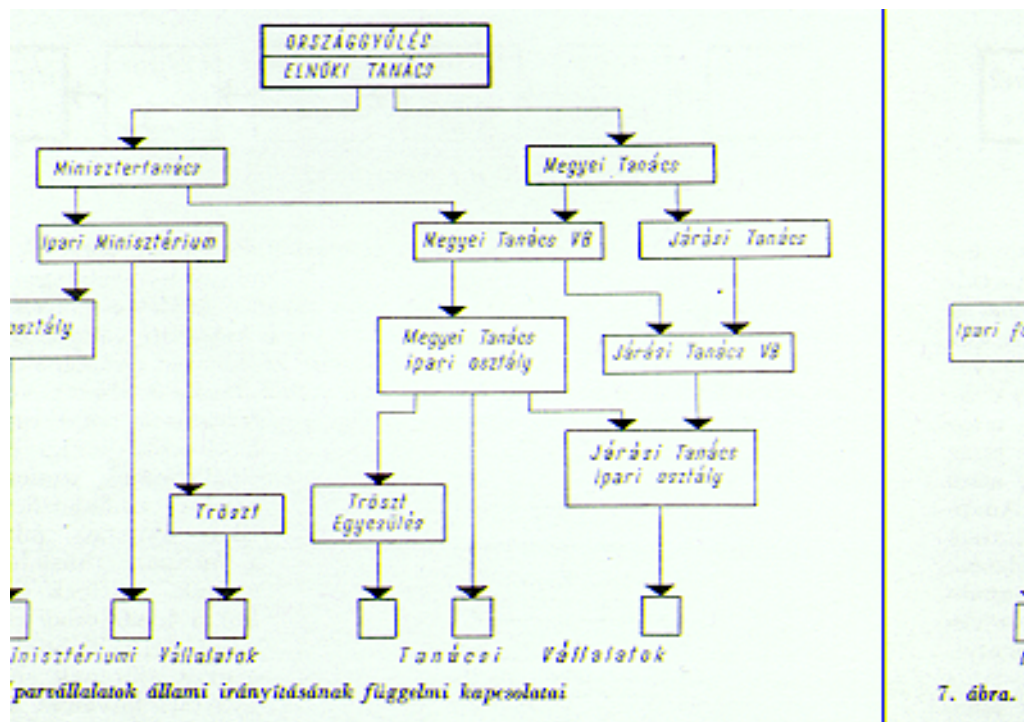 ORSZÁGGYŰLÉS
ELNÖKI TANÁCS
Minisztertanács
Megyei Tanács
Ipari Minisztérium
Megyei Tanács VB
Járási Tanács
osztály
Megyei Tanács
ipari osztály
Járási Tanács VB
Ipari
Járási Tanács
Ipari osztály
Tröszt
Tröszt
Egyesülés
inisztériumi Vállalatok
Tanácsi Vállalatok
parvállalatok állami irányításának függelmi kapcsolatai
7. ábra.